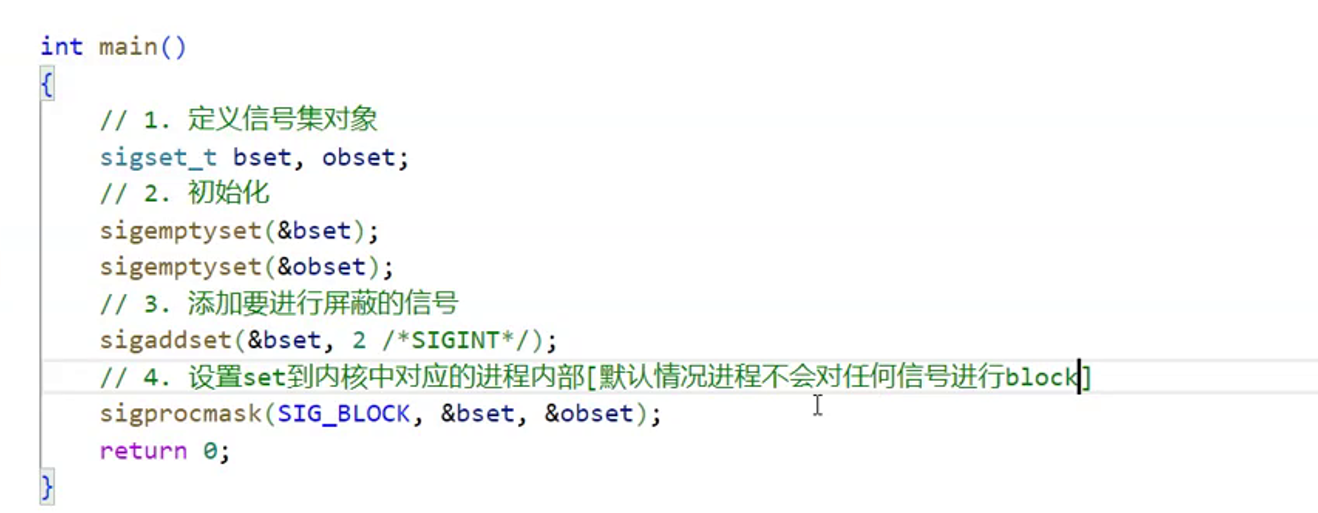 int main()
{
// 1. 定义信号集对象
sigset_t bset, obset;
// 2. 初始化
sigemptyset(&bset);
sigemptyset(&obset);
// 3. 添加要进行屏蔽的信号
sigaddset(&bset, 2 /*SIGINT*/);
// 4. 设置set到内核中对应的进程内部[默认情况进程不会对任何信号进行block]
sigprocmask(SIG_BLOCK, &bset, &obset);
return 0;
}